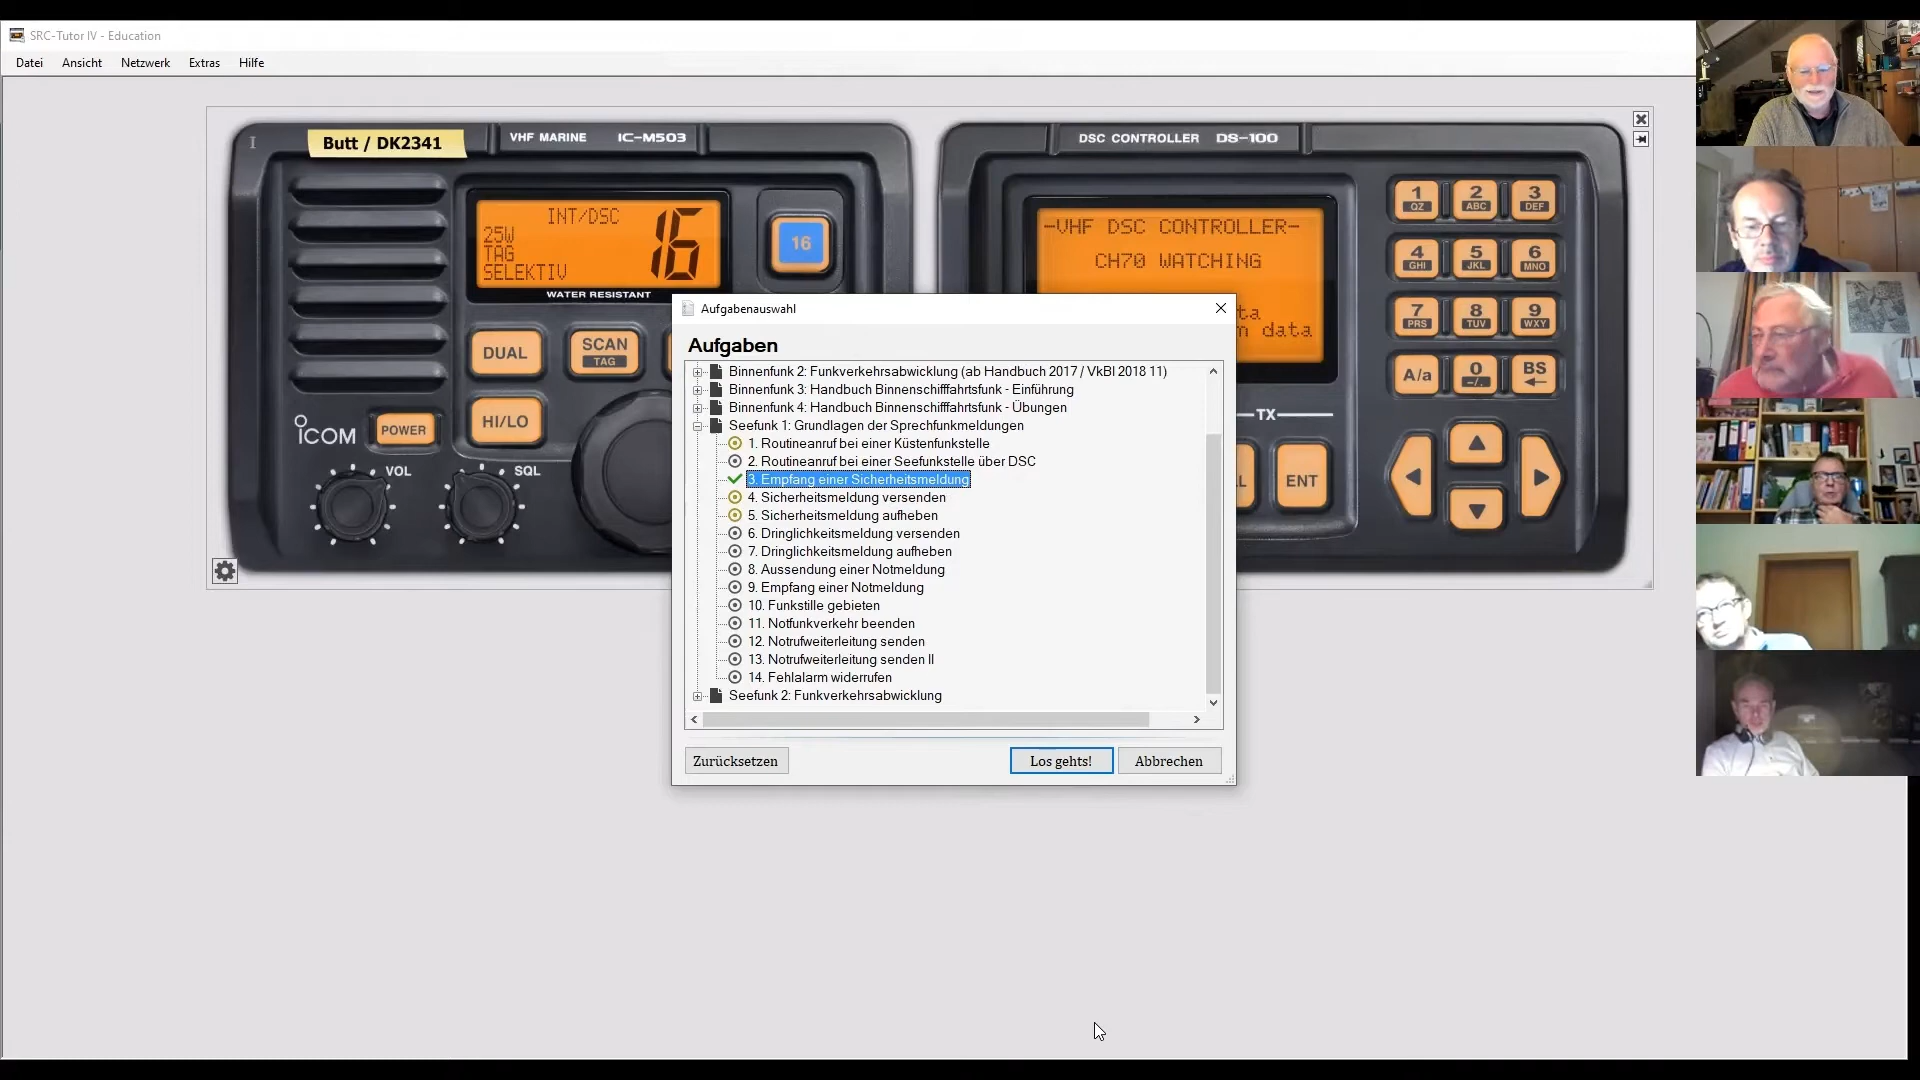 SRC-Tutor IV - Education
Datei Ansicht Netzwerk Extras Hilfe
Butt / DK2341
VHF MARINE IC-M503
INT/DSC
16
25W
TAG
SELEKTIV
16
WATER RESISTANT
DUAL
SCAN
TAG
HI/LO
ICOM
POWER
VOL
SQL
DSC CONTROLLER DS-100
-VHF DSC CONTROLLER-
CH70 WATCHING
data
TX
ENT
1
QZ
2
ABC
3
DEF
4
GHI
5
JKL
6
MNO
7
PRS
8
TUV
9
WXY
A/a
0
-/.
BS
Aufgabenauswahl
Aufgaben
Binnenfunk 2: Funkverkehrsabwicklung (ab Handbuch 2017 / VkBl 2018 11)
Binnenfunk 3: Handbuch Binnenschifffahrtsfunk - Einführung
Binnenfunk 4: Handbuch Binnenschifffahrtsfunk - Übungen
Seefunk 1: Grundlagen der Sprechfunkmeldungen
1. Routineanruf bei einer Küstenfunkstelle
2. Routineanruf bei einer Seefunkstelle über DSC
3. Empfang einer Sicherheitsmeldung
4. Sicherheitsmeldung versenden
5. Sicherheitsmeldung aufheben
6. Dringlichkeitsmeldung versenden
7. Dringlichkeitsmeldung aufheben
8. Aussendung einer Notmeldung
9. Empfang einer Notmeldung
10. Funkstille gebieten
11. Notfunkverkehr beenden
12. Notrufweiterleitung senden
13. Notrufweiterleitung senden II
14. Fehlalarm widerrufen
Seefunk 2: Funkverkehrsabwicklung
Zurücksetzen Los gehts! Abbrechen